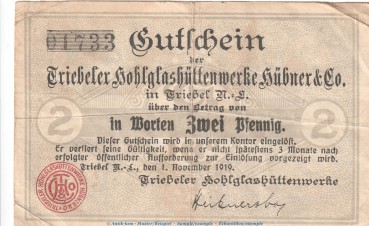 01733
Gutschein
der
Triebeler Hohlglashüttenwerke Hübner & Co.
in Triebel N.-L.
über den Betrag von
2 in Worten Zwei Pfennig. 2
Dieser Gutschein wird in unserem Kontor eingelöst.
Er verliert seine Gültigkeit, wenn er nicht spätestens 3 Monate nach
erfolgter öffentlicher Aufforderung zur Einlösung vorgezeigt wird.
Triebel N.-L., den 1. November 1919.
Triebeler Hohlglashüttenwerke